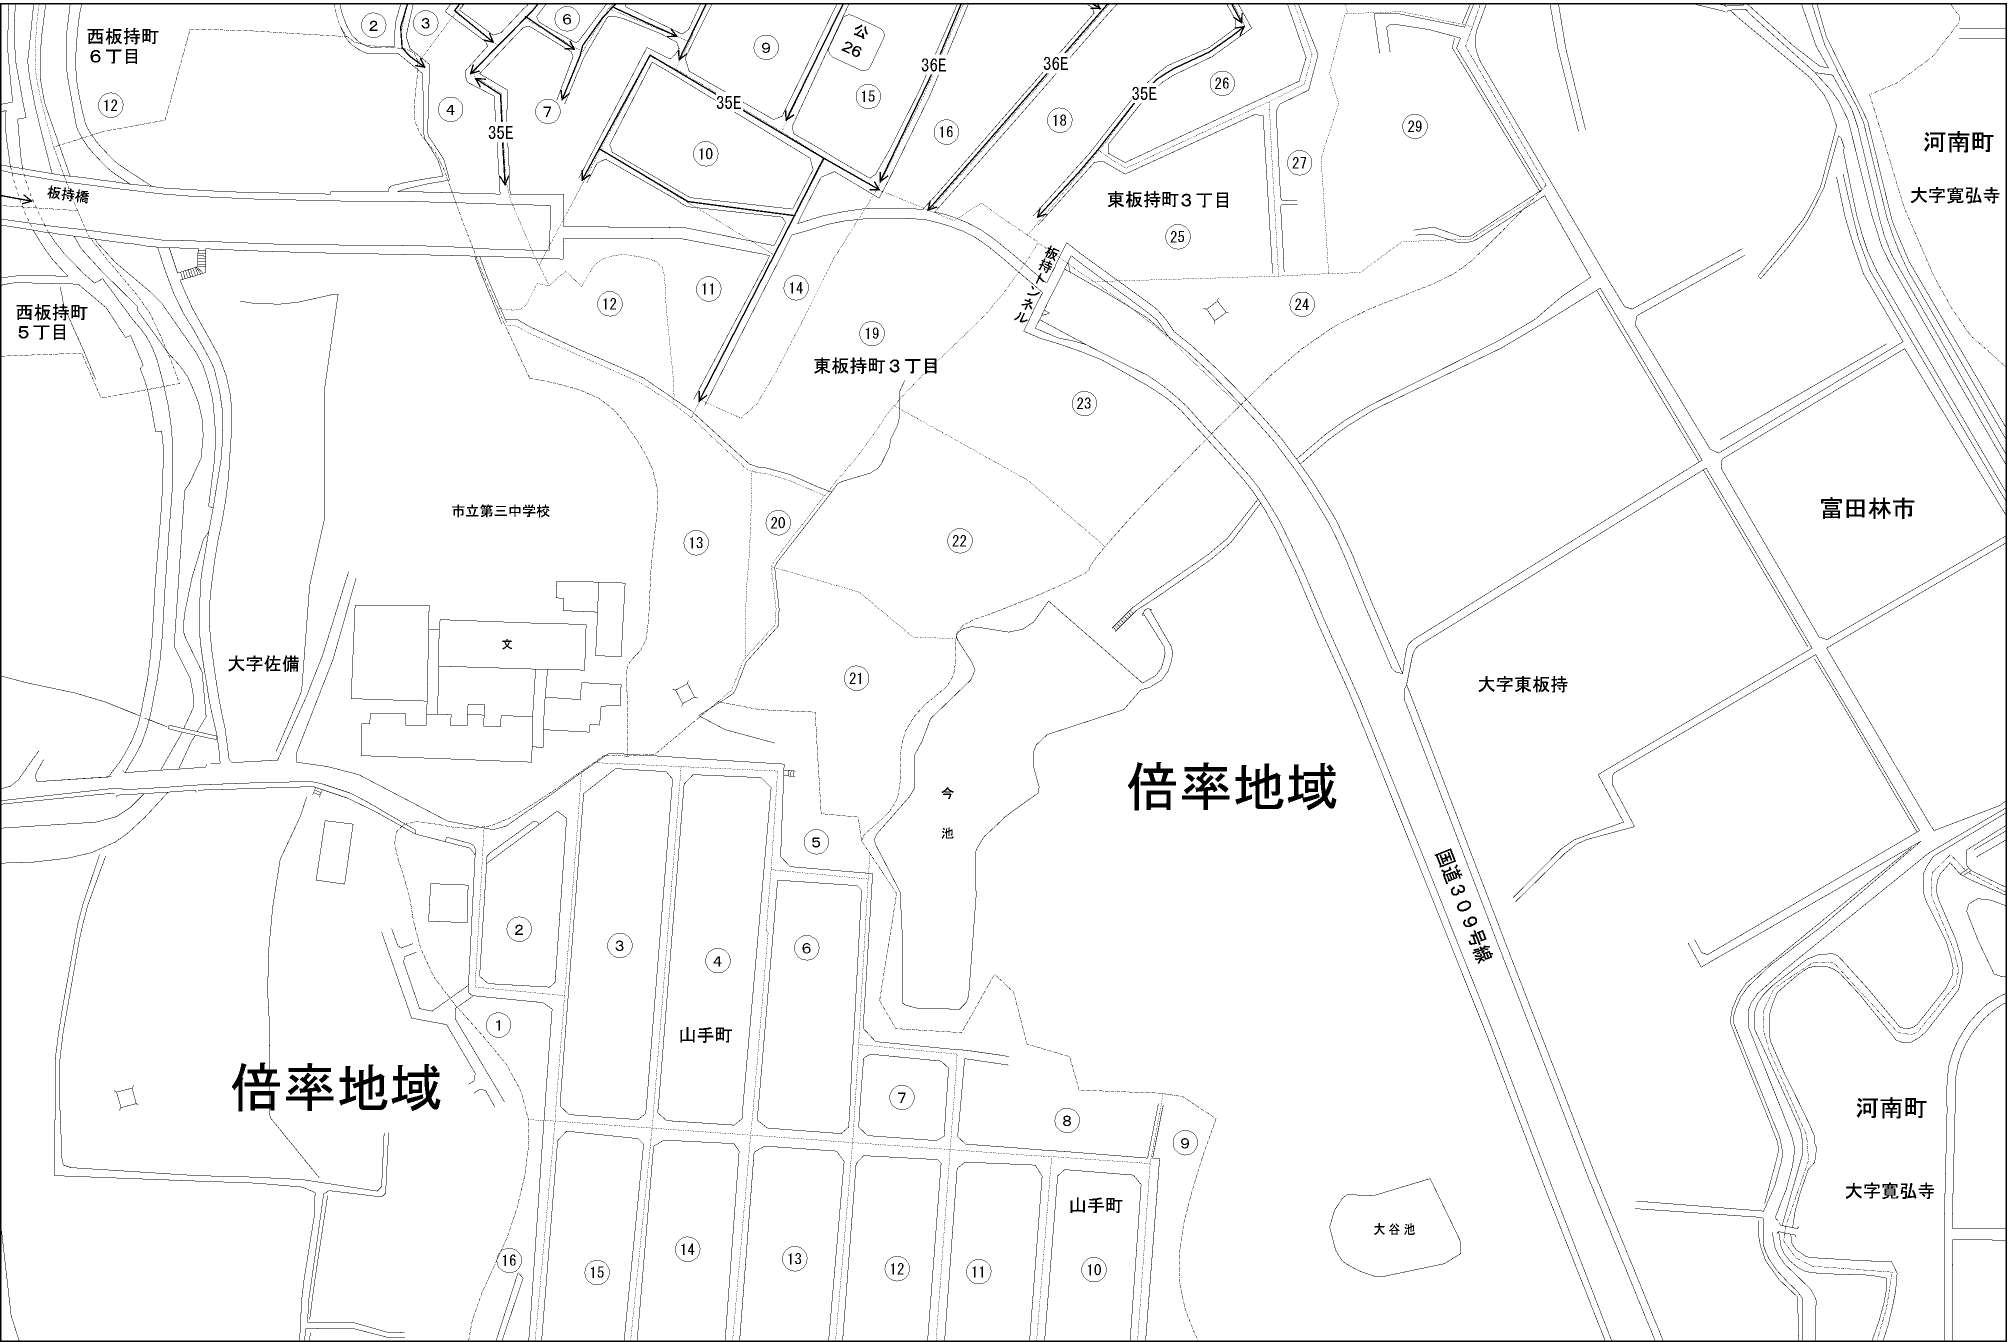 西板持町
６丁目
②
③
⑥
公
26
⑨
⑦
④
⑫
⑮
⑯
⑱
㉖
㉗
㉙
36E
36E
35E
35E
35E
⑩
河南町
大字寛弘寺
板持橋
東板持町３丁目
㉕
板持トンネル
西板持町
５丁目
⑫
⑪
⑭
⑲
東板持町３丁目
㉔
㉓
市立第三中学校
⑬
⑳
㉒
富田林市
文
大字佐備
㉑
大字東板持
倍率地域
今池
⑤
国道３０９号線
②
③
④
⑥
①
山手町
倍率地域
⑦
⑧
⑨
河南町
大字寛弘寺
山手町
大谷池
⑯
⑮
⑭
⑬
⑫
⑪
⑩